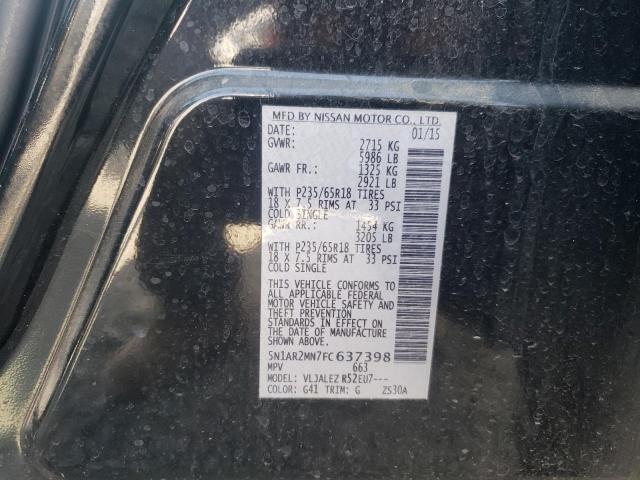 MFD BY NISSAN MOTOR CO., LTD.
DATE: 01/15
GVWR: 2715 KG
5986 LB
GAWR FR.: 1325 KG
2921 LB
WITH P235/65R18 TIRES
18 X 7.5 RIMS AT 33 PSI
COLD SINGLE
GAWR RR.: 1454 KG
3205 LB
WITH P235/65R18 TIRES
18 X 7.5 RIMS AT 33 PSI
COLD SINGLE
THIS VEHICLE CONFORMS TO
ALL APPLICABLE FEDERAL
MOTOR VEHICLE SAFETY AND
THEFT PREVENTION
STANDARDS IN EFFECT ON
THE DATE OF MANUFACTURE
SHOWN ABOVE.
5N1AR2MN7FC637398
MPV 663
MODEL: VLJALEZ R52EU7---
COLOR: G41 TRIM: G ZS30A